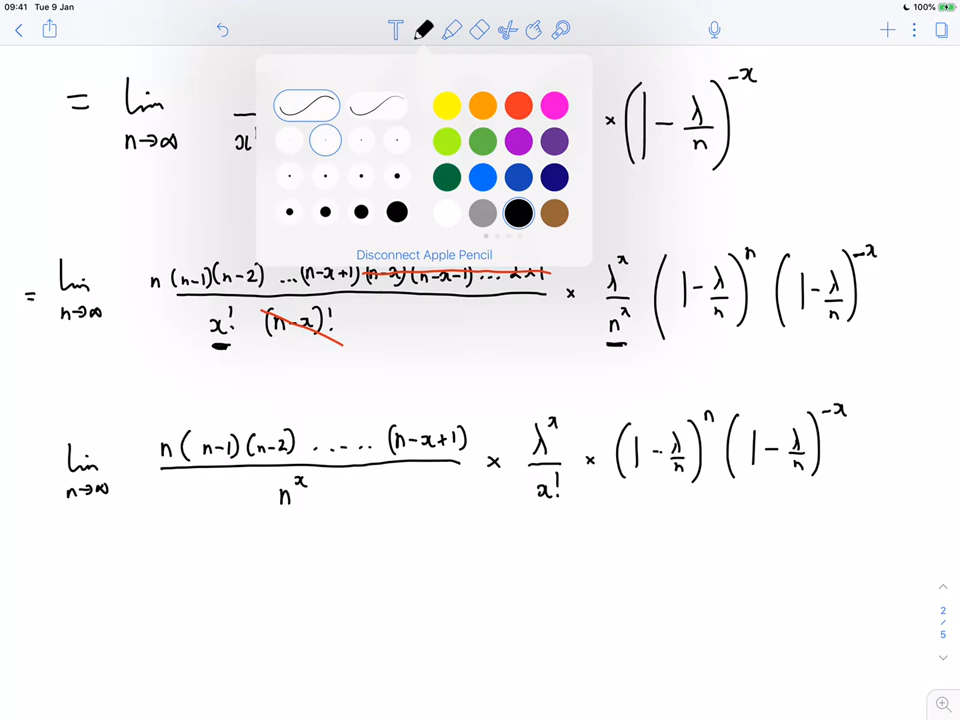 09:41 Tue 9 Jan 100%
T
= lim n→∞ x! × (1 − λ/n)^−x
Disconnect Apple Pencil
= lim n→∞ n(n−1)(n−2) ...(n−x+1)(n−x)(n−x−1)... 2×1 / x! (n−x)! × λ^x/n^x (1 − λ/n)^n (1 − λ/n)^−x
lim n→∞ n(n−1)(n−2) ...... (n−x+1) / n^x × λ^x/x! × (1 − λ/n)^n (1 − λ/n)^−x
2
/
5